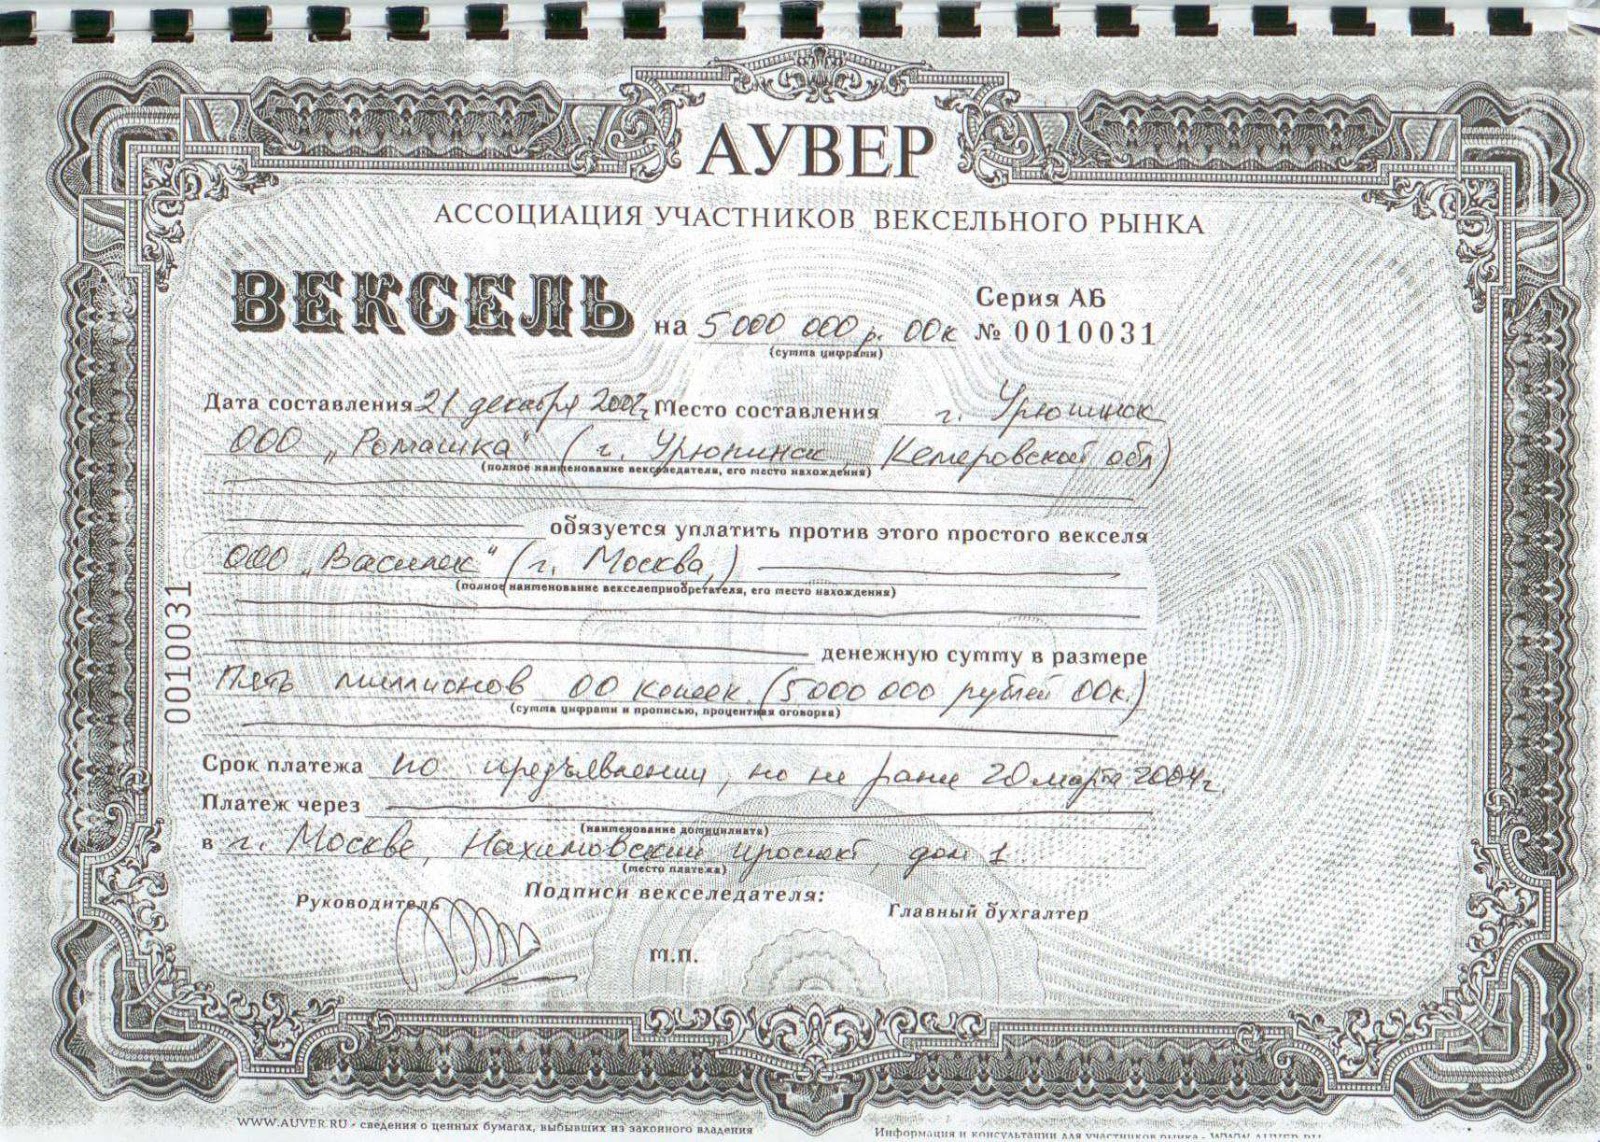 АУВЕР
АССОЦИАЦИЯ УЧАСТНИКОВ ВЕКСЕЛЬНОГО РЫНКА
ВЕКСЕЛЬ на 5 000 000 р. 00к
Серия АБ
№ 0010031
(сумма цифрами)
Дата составления 21 декабря 2002г. Место составления г. Урюпинск
ООО "Ромашка" (г. Урюпинск, Кемеровской обл)
(полное наименование векселедателя, его место нахождения)
обязуется уплатить против этого простого векселя
ООО "Василек" (г. Москва,)
(полное наименование векселеприобретателя, его место нахождения)
0010031
денежную сумму в размере
Пять миллионов 00 копеек (5 000 000 рублей 00к.)
(сумма цифрами и прописью, процентная оговорка)
Срок платежа по предъявлении, но не ранее 20 марта 2004г.
Платеж через
(наименование домицилиата)
в г. Москве, Нахимовский проспект, дом 1
(место платежа)
Подписи векселедателя:
Руководитель
Главный бухгалтер
М.П.
WWW.AUVER.RU - сведения о ценных бумагах, выбывших из законного владения
Информация и консультации для участников рынка - WWW.AUVER.RU